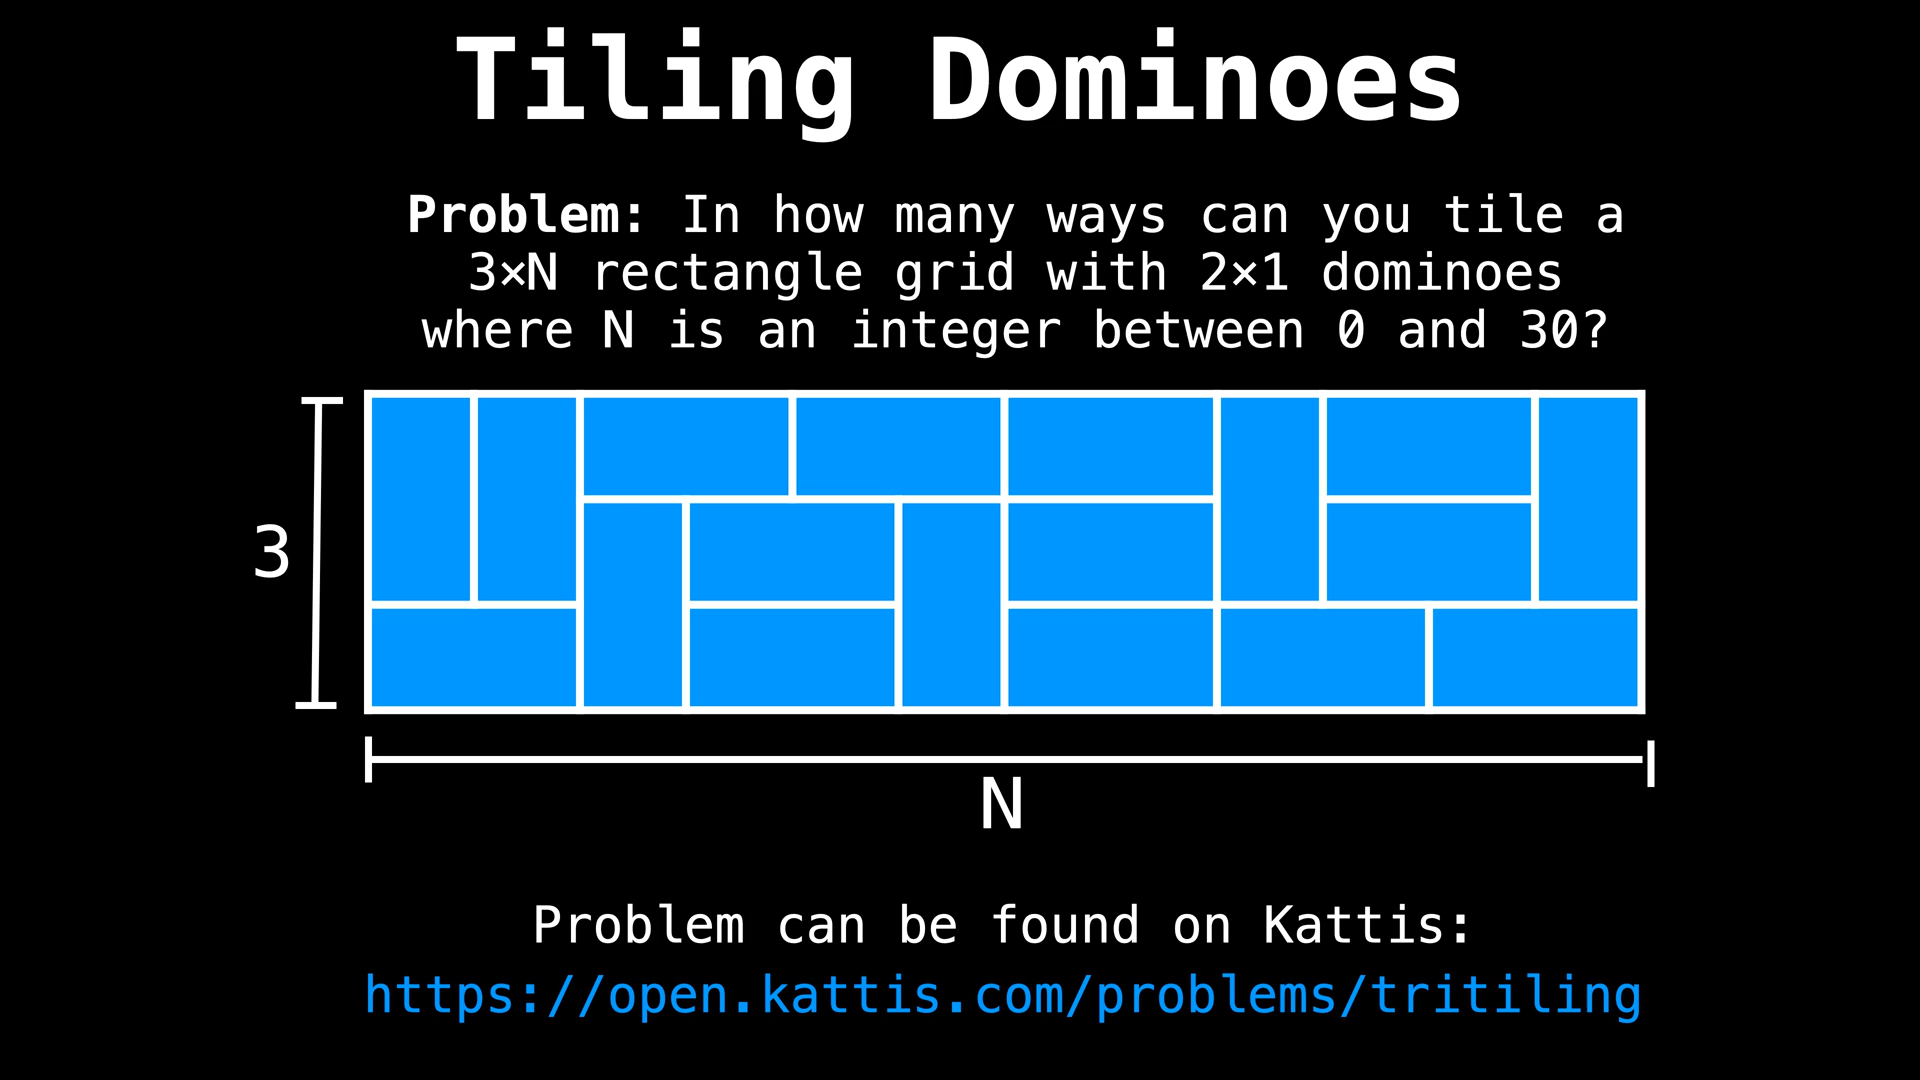 Tiling Dominoes
Problem: In how many ways can you tile a
3×N rectangle grid with 2×1 dominoes
where N is an integer between 0 and 30?
3
N
Problem can be found on Kattis:
https://open.kattis.com/problems/tritiling